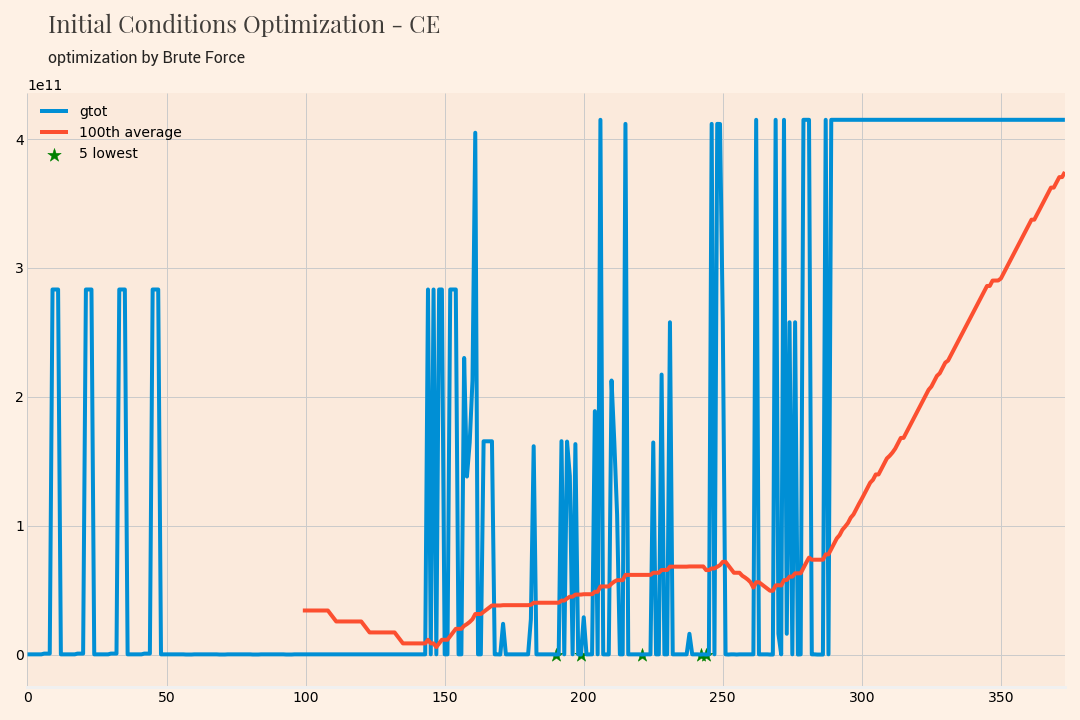 Initial Conditions Optimization - CE
optimization by Brute Force
1e11
gtot
100th average
5 lowest
4
3
2
1
0
0 50 100 150 200 250 300 350